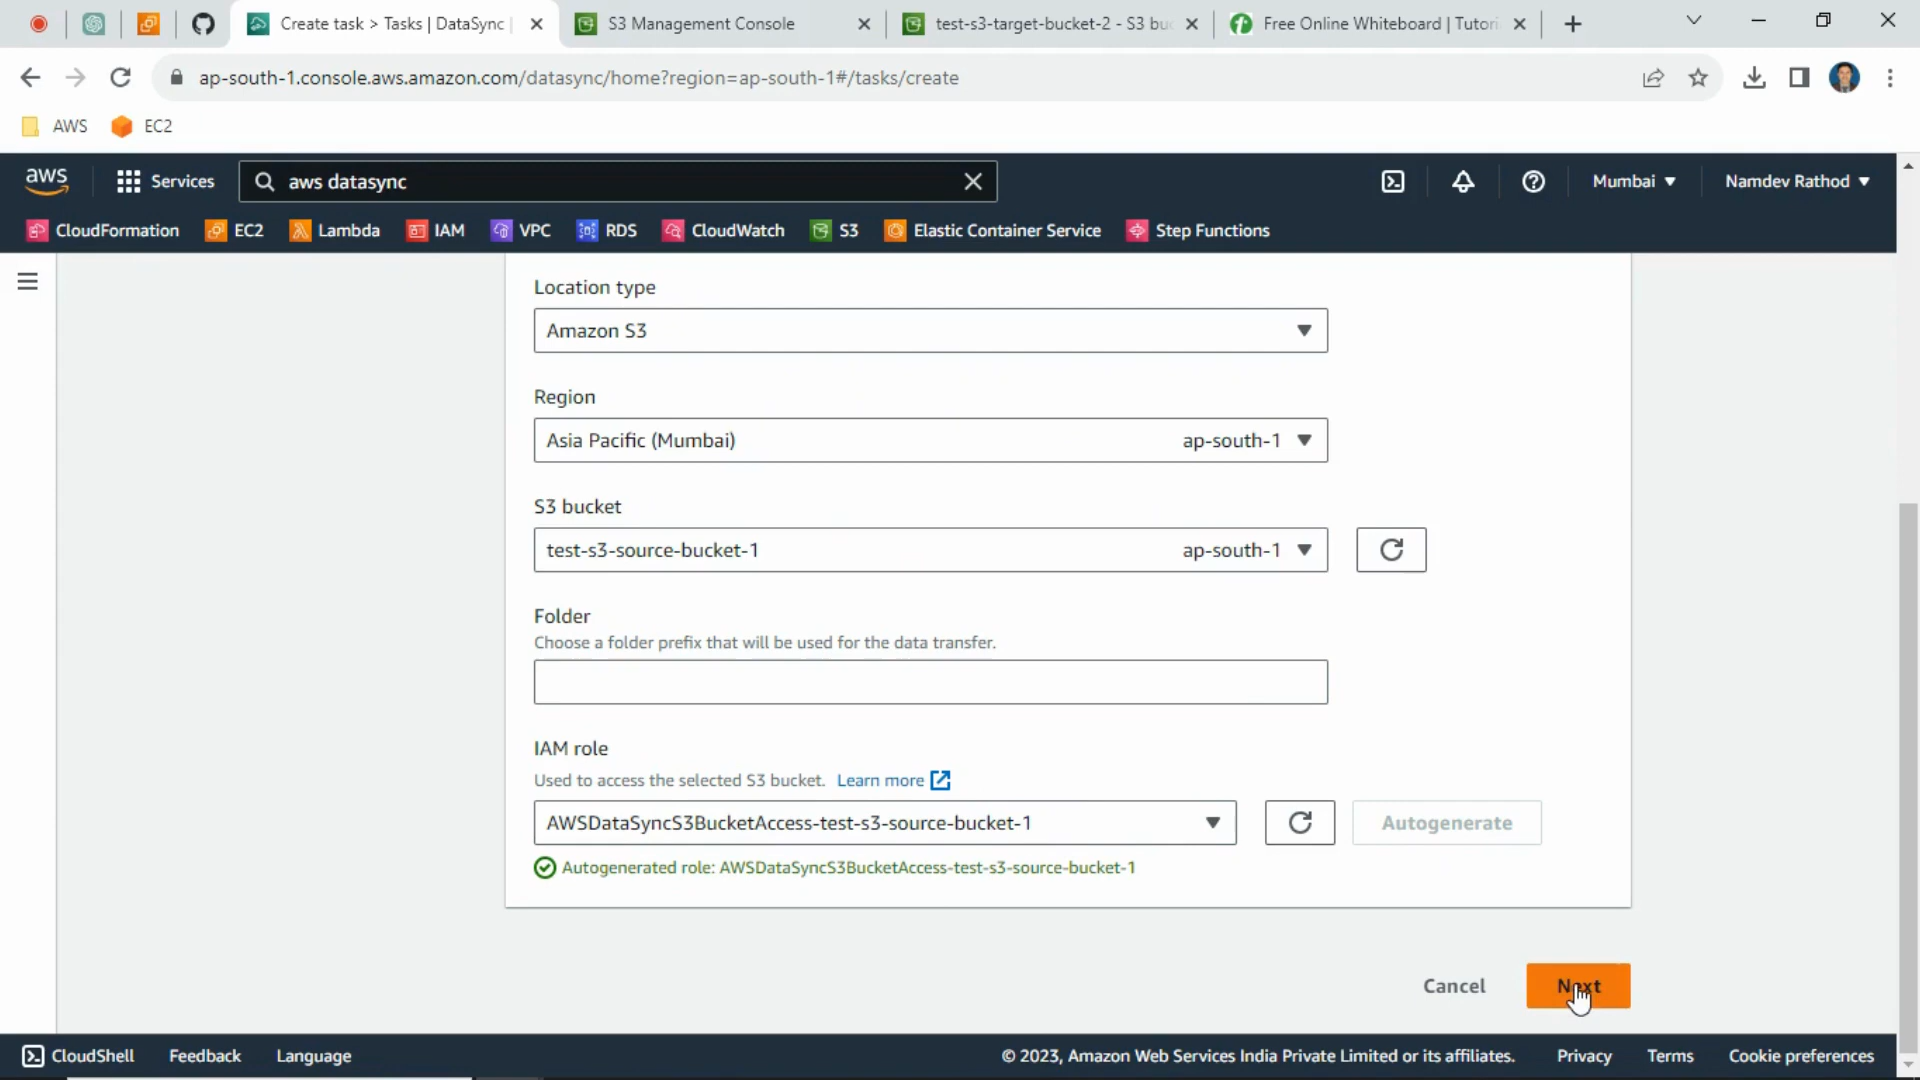 Create task > Tasks | DataSync |
S3 Management Console
test-s3-target-bucket-2 - S3 buc
Free Online Whiteboard | Tutori
ap-south-1.console.aws.amazon.com/datasync/home?region=ap-south-1#/tasks/create
AWS
EC2
aws
Services
aws datasync
Mumbai
Namdev Rathod
CloudFormation
EC2
Lambda
IAM
VPC
RDS
CloudWatch
S3
Elastic Container Service
Step Functions
Location type
Amazon S3
Region
Asia Pacific (Mumbai)
ap-south-1
S3 bucket
test-s3-source-bucket-1
ap-south-1
Folder
Choose a folder prefix that will be used for the data transfer.
IAM role
Used to access the selected S3 bucket. Learn more
AWSDataSyncS3BucketAccess-test-s3-source-bucket-1
Autogenerate
Autogenerated role: AWSDataSyncS3BucketAccess-test-s3-source-bucket-1
Cancel
Next
CloudShell
Feedback
Language
© 2023, Amazon Web Services India Private Limited or its affiliates.
Privacy
Terms
Cookie preferences